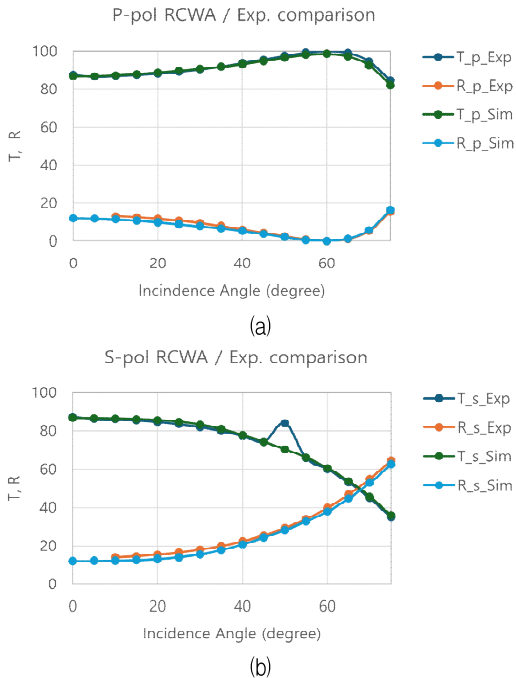 P-pol RCWA / Exp. comparison
100
80
60
40
20
0
T, R
0 20 40 60
Incindence Angle (degree)
T_p_Exp
R_p_Exp
T_p_Sim
R_p_Sim
(a)
S-pol RCWA / Exp. comparison
100
80
60
40
20
0
T, R
0 20 40 60
Incidence Angle (degree)
T_s_Exp
R_s_Exp
T_s_Sim
R_s_Sim
(b)